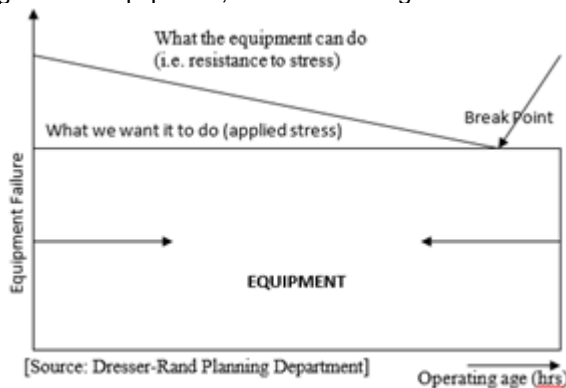 What the equipment can do
(i.e. resistance to stress)
Break Point
What we want it to do (applied stress)
Equipment Failure
EQUIPMENT
[Source: Dresser-Rand Planning Department]
Operating age (hrs)